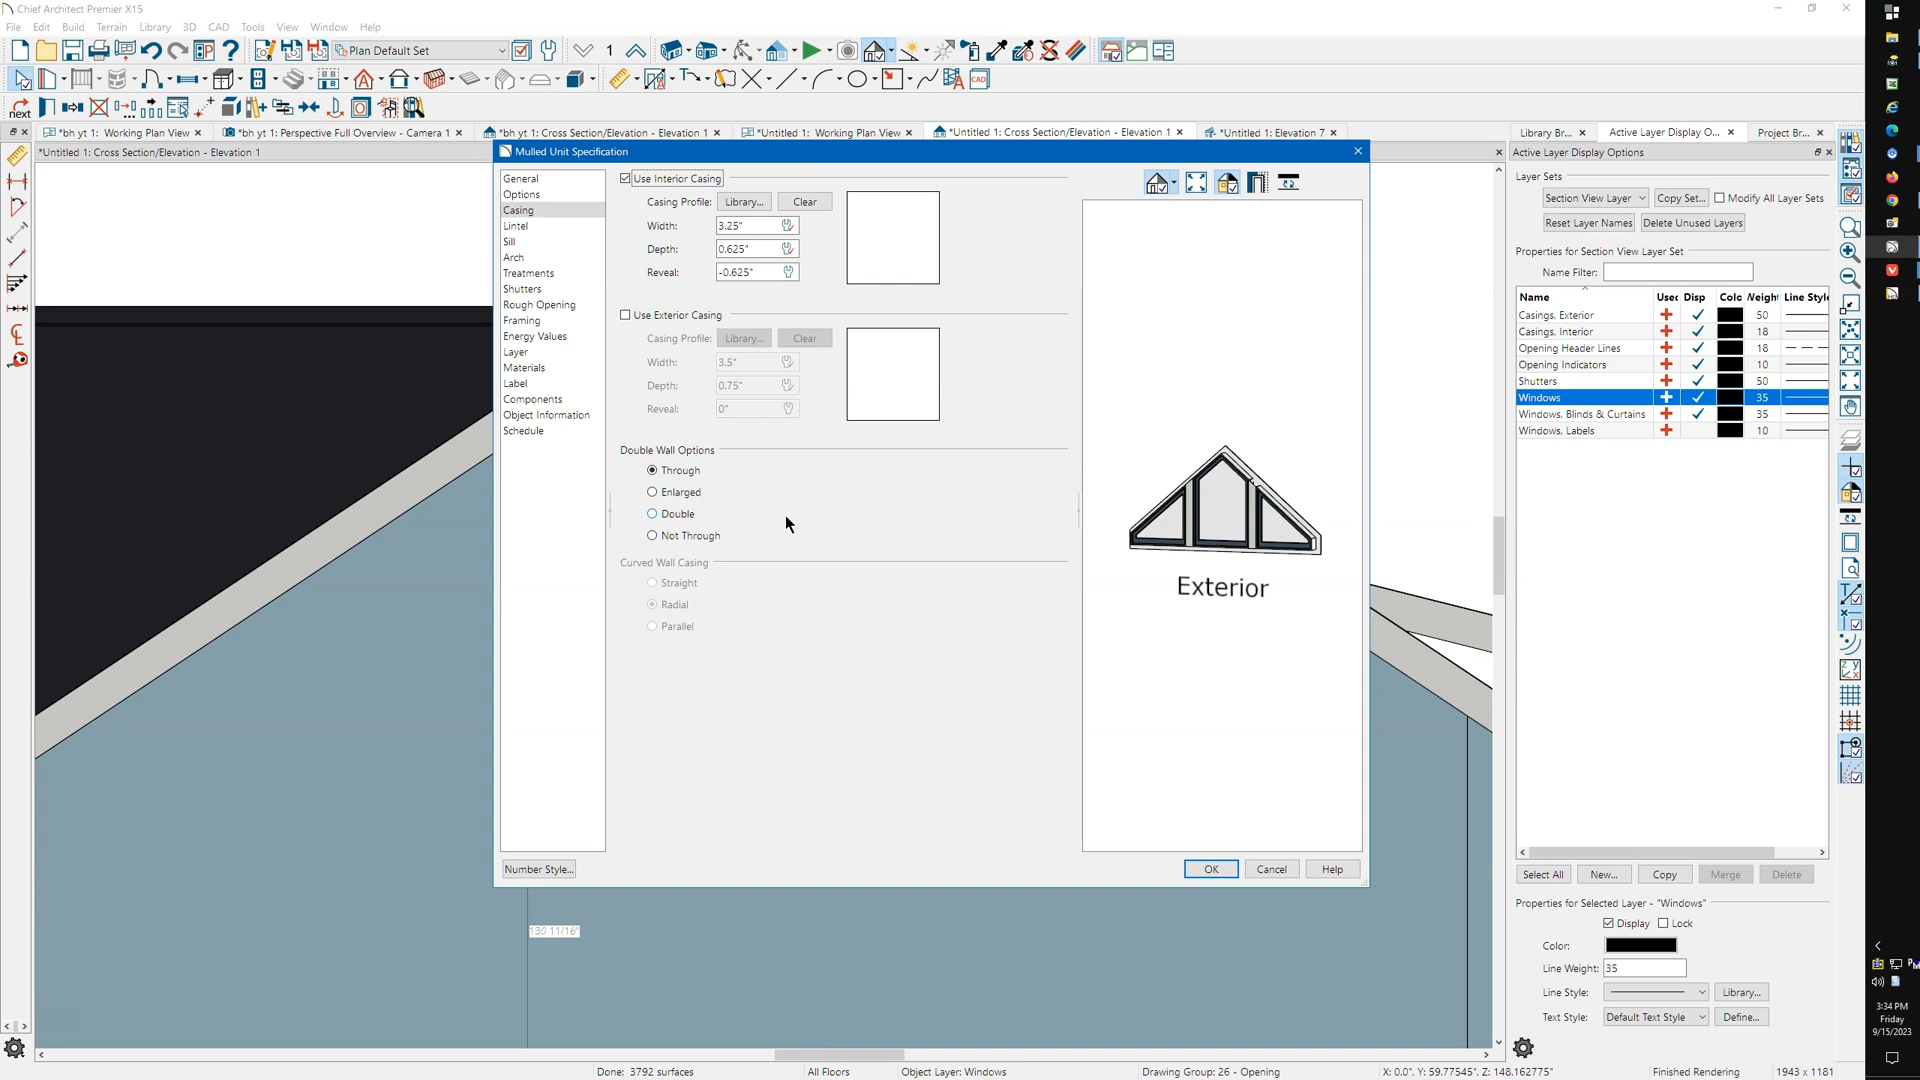 Chief Architect Premier X15
File Edit Build Terrain Library 3D CAD Tools View Window Help
Plan Default Set
1
next
CAD
*bh yt 1: Working Plan View
*bh yt 1: Perspective Full Overview - Camera 1
*bh yt 1: Cross Section/Elevation - Elevation 1
*Untitled 1: Working Plan View
*Untitled 1: Cross Section/Elevation - Elevation 1
*Untitled 1: Elevation 7
Library Br...
Active Layer Display O...
Project Br...
*Untitled 1: Cross Section/Elevation - Elevation 1
Mulled Unit Specification
General
Options
Casing
Lintel
Sill
Arch
Treatments
Shutters
Rough Opening
Framing
Energy Values
Layer
Materials
Label
Components
Object Information
Schedule
Use Interior Casing
Casing Profile: Library... Clear
Width: 3.25"
Depth: 0.625"
Reveal: -0.625"
Use Exterior Casing
Casing Profile: Library... Clear
Width: 3.5"
Depth: 0.75"
Reveal: 0"
Double Wall Options
Through
Enlarged
Double
Not Through
Curved Wall Casing
Straight
Radial
Parallel
Exterior
Number Style...
OK Cancel Help
130 11/16"
Active Layer Display Options
Layer Sets
Section View Layer Copy Set... Modify All Layer Sets
Reset Layer Names Delete Unused Layers
Properties for Section View Layer Set
Name Filter:
Name Used Disp Colo Weight Line Style
Casings, Exterior 50
Casings, Interior 18
Opening Header Lines 18
Opening Indicators 10
Shutters 50
Windows 35
Windows, Blinds & Curtains 35
Windows, Labels 10
Select All New... Copy Merge Delete
Properties for Selected Layer - "Windows"
Display Lock
Color:
Line Weight: 35
Line Style: Library...
Text Style: Default Text Style Define...
3:34 PM
Friday
9/15/2023
Done: 3792 surfaces
All Floors
Object Layer: Windows
Drawing Group: 26 - Opening
X: 0.0", Y: 59.77545", Z: 148.162775"
Finished Rendering
1943 x 1181